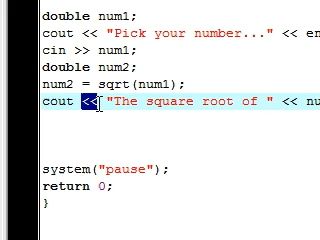 double num1;
cout << "Pick your number..." << en
cin >> num1;
double num2;
num2 = sqrt(num1);
cout << "The square root of " << nu
system("pause");
return 0;
}